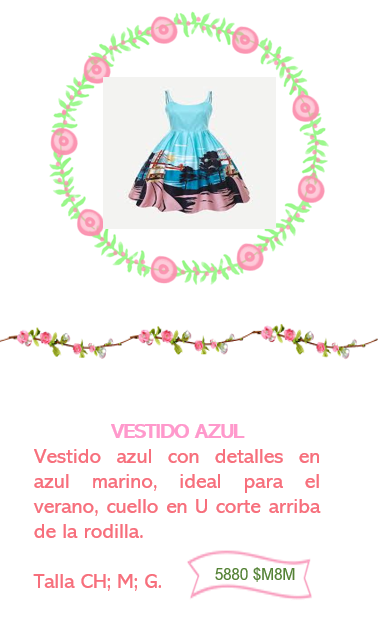 VESTIDO AZUL
Vestido azul con detalles en
azul marino, ideal para el
verano, cuello en U corte arriba
de la rodilla.
Talla CH; M; G.
5880 $M8M